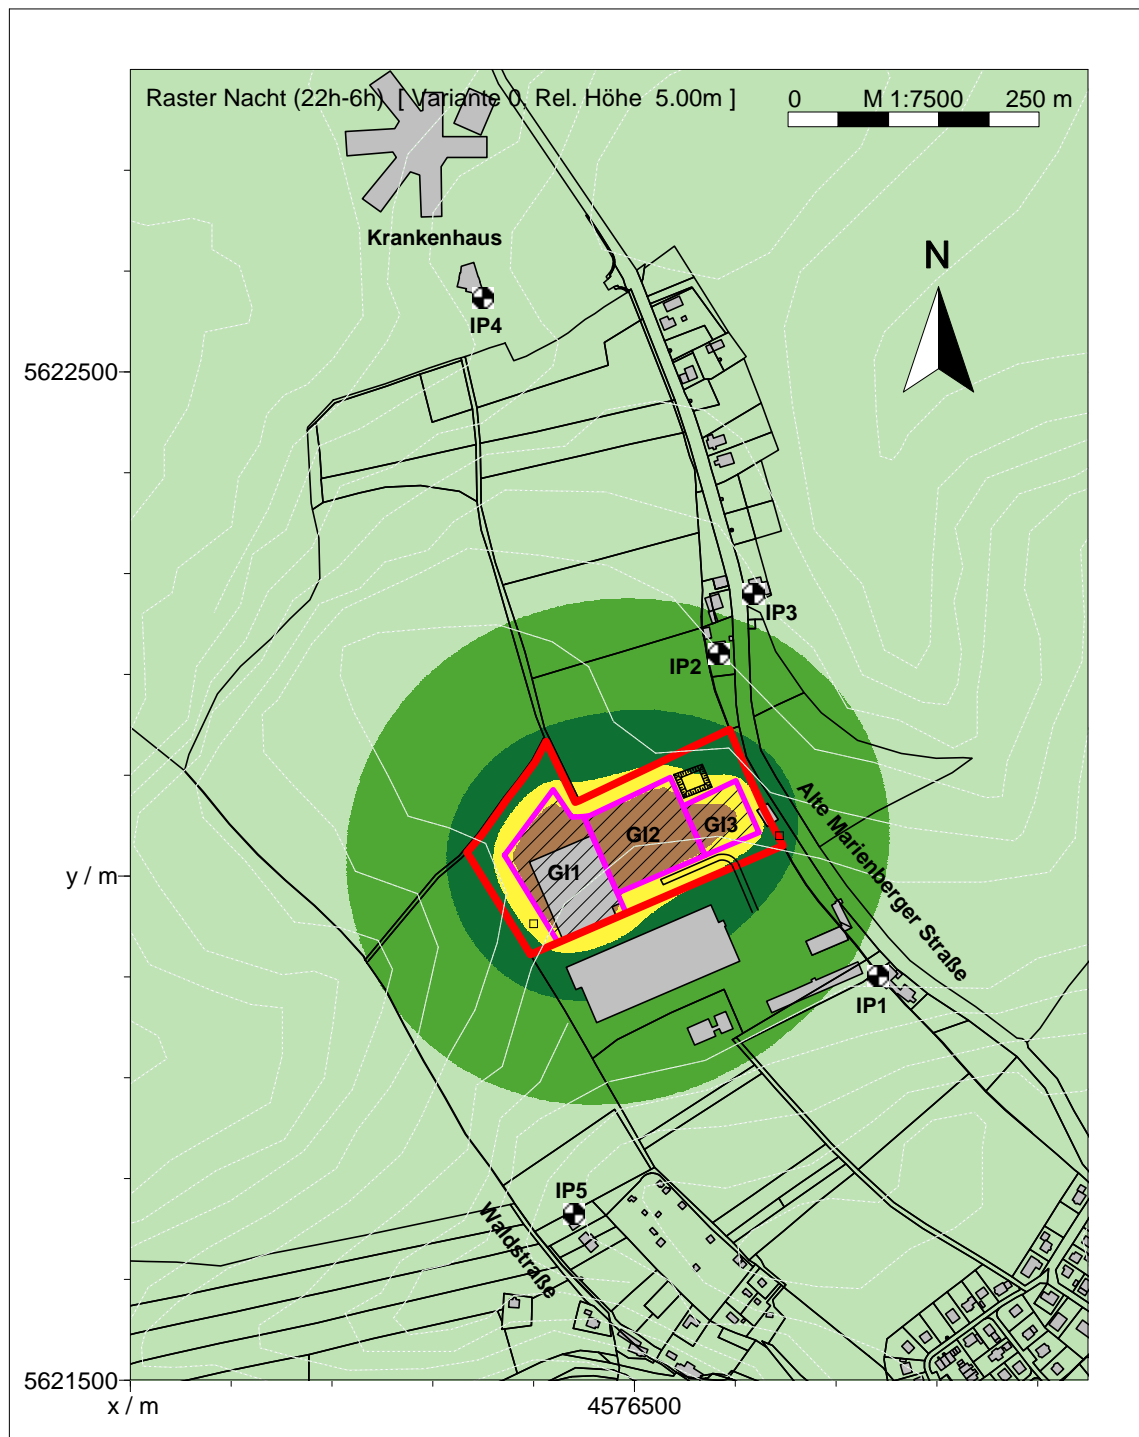 Raster Nacht (22h-6h) [ Variante 0, Rel. Höhe 5.00m ]
0 M 1:7500 250 m
Krankenhaus
N
IP4
5622500
IP3
IP2
Alte Marienberger Straße
GI3
GI2
GI1
y / m
IP1
IP5
Waldstraße
5621500
x / m
4576500